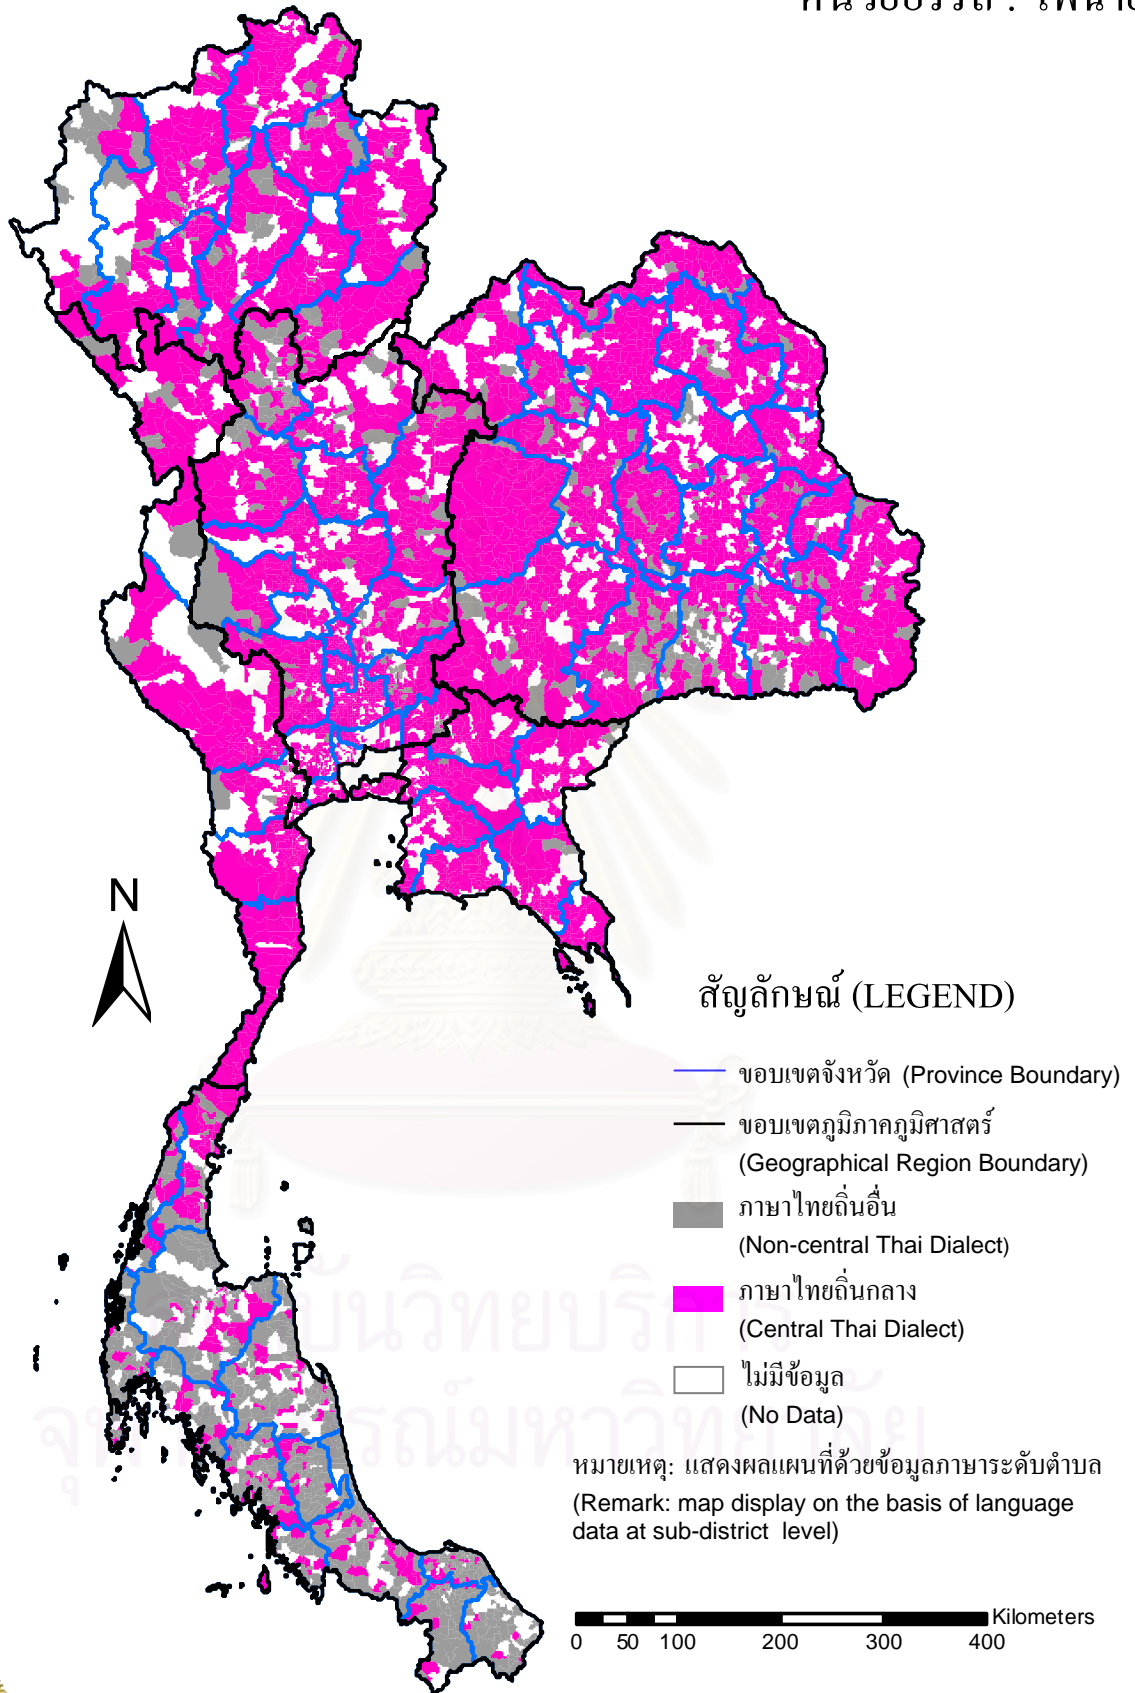 N
สัญลักษณ์ (LEGEND)
ขอบเขตจังหวัด (Province Boundary)
ขอบเขตภูมิภาคภูมิศาสตร์
(Geographical Region Boundary)
ภาษาไทยถิ่นอื่น
(Non-central Thai Dialect)
ภาษาไทยถิ่นกลาง
(Central Thai Dialect)
ไม่มีข้อมูล
(No Data)
หมายเหตุ: แสดงผลแผนที่ด้วยข้อมูลภาษาระดับตำบล
(Remark: map display on the basis of language
data at sub-district level)
Kilometers
0 50 100 200 300 400